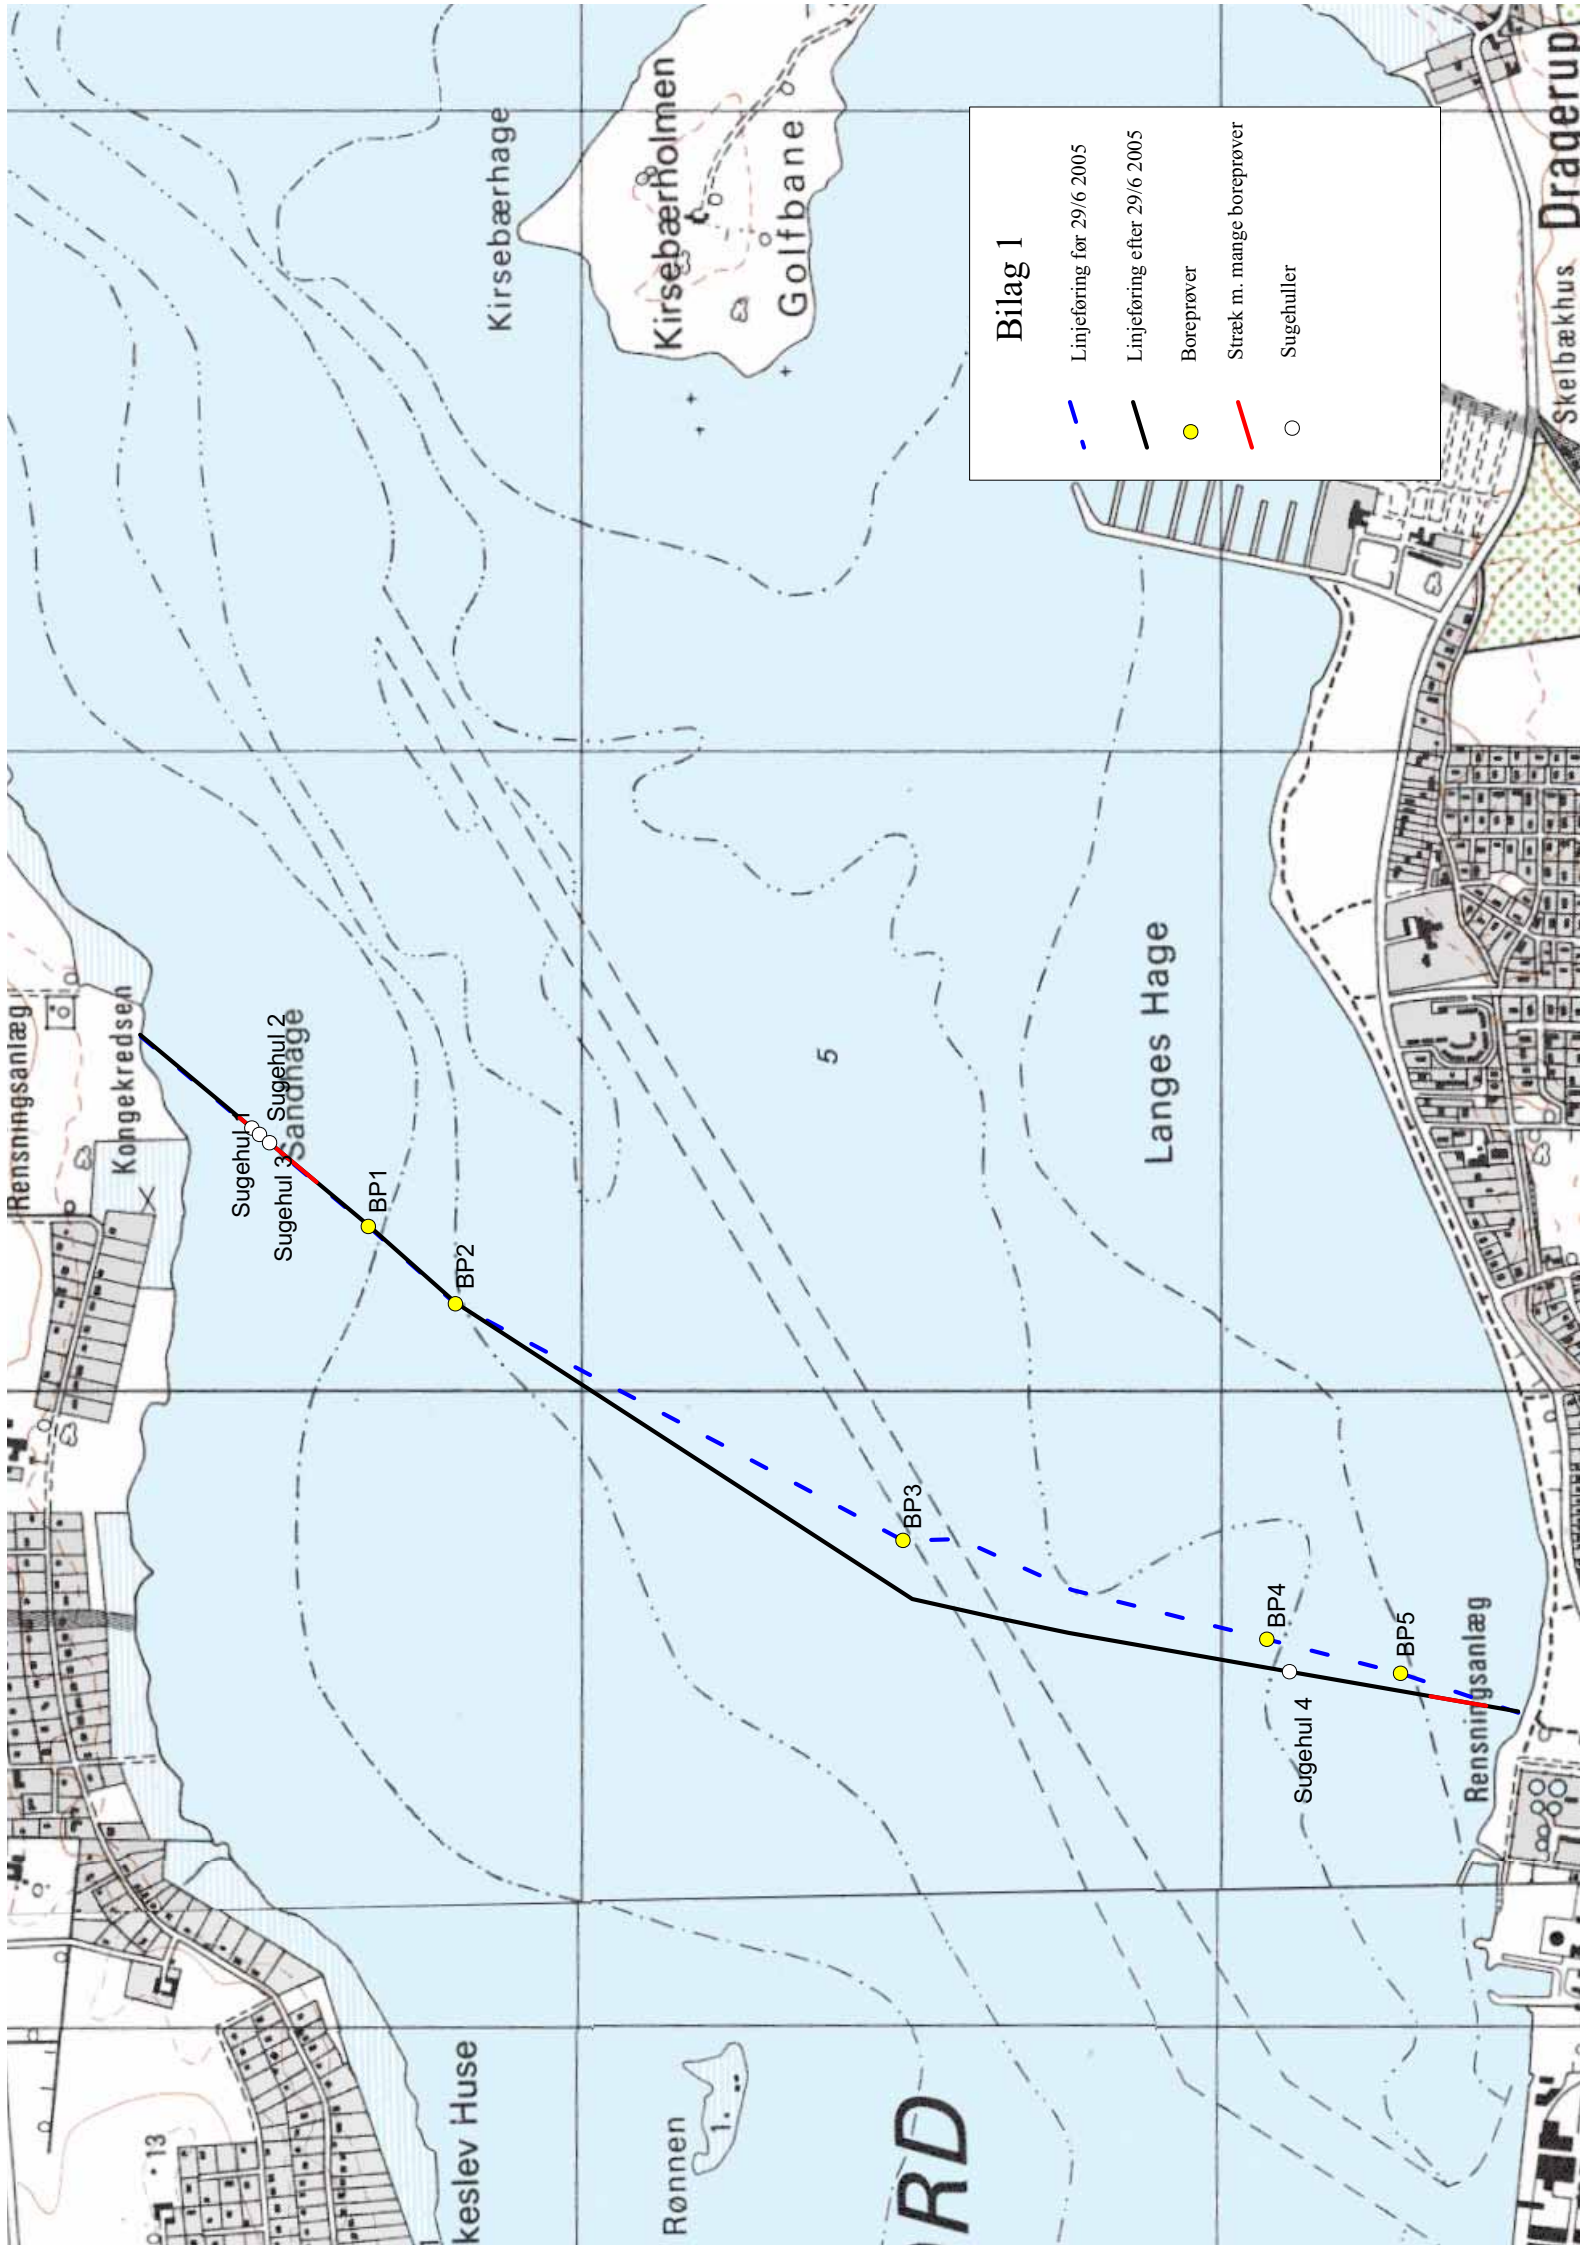 Rensningsanlæg
Kongekredsen
Sandhage
Sugehul 1
Sugehul 2
Sugehul 3
BP1
BP2
BP3
BP4
BP5
Sugehul 4
Rensningsanlæg
Kirsebærhage
Kirsebærholmen
Golfbane
Langes Hage
5
13
keslev Huse
Rønnen
1.
ORD
Skelbækhus
Dragerup
Bilag 1
Linjeføring før 29/6 2005
Linjeføring efter 29/6 2005
Boreprøver
Stræk m. mange boreprøver
Sugehuller